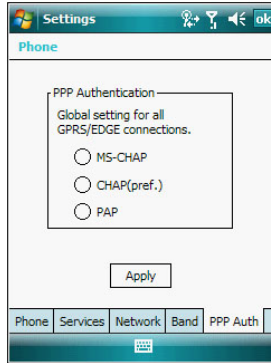 Settings
ok
Phone
PPP Authentication
Global setting for all
GPRS/EDGE connections.
MS-CHAP
CHAP(pref.)
PAP
Apply
Phone Services Network Band PPP Auth